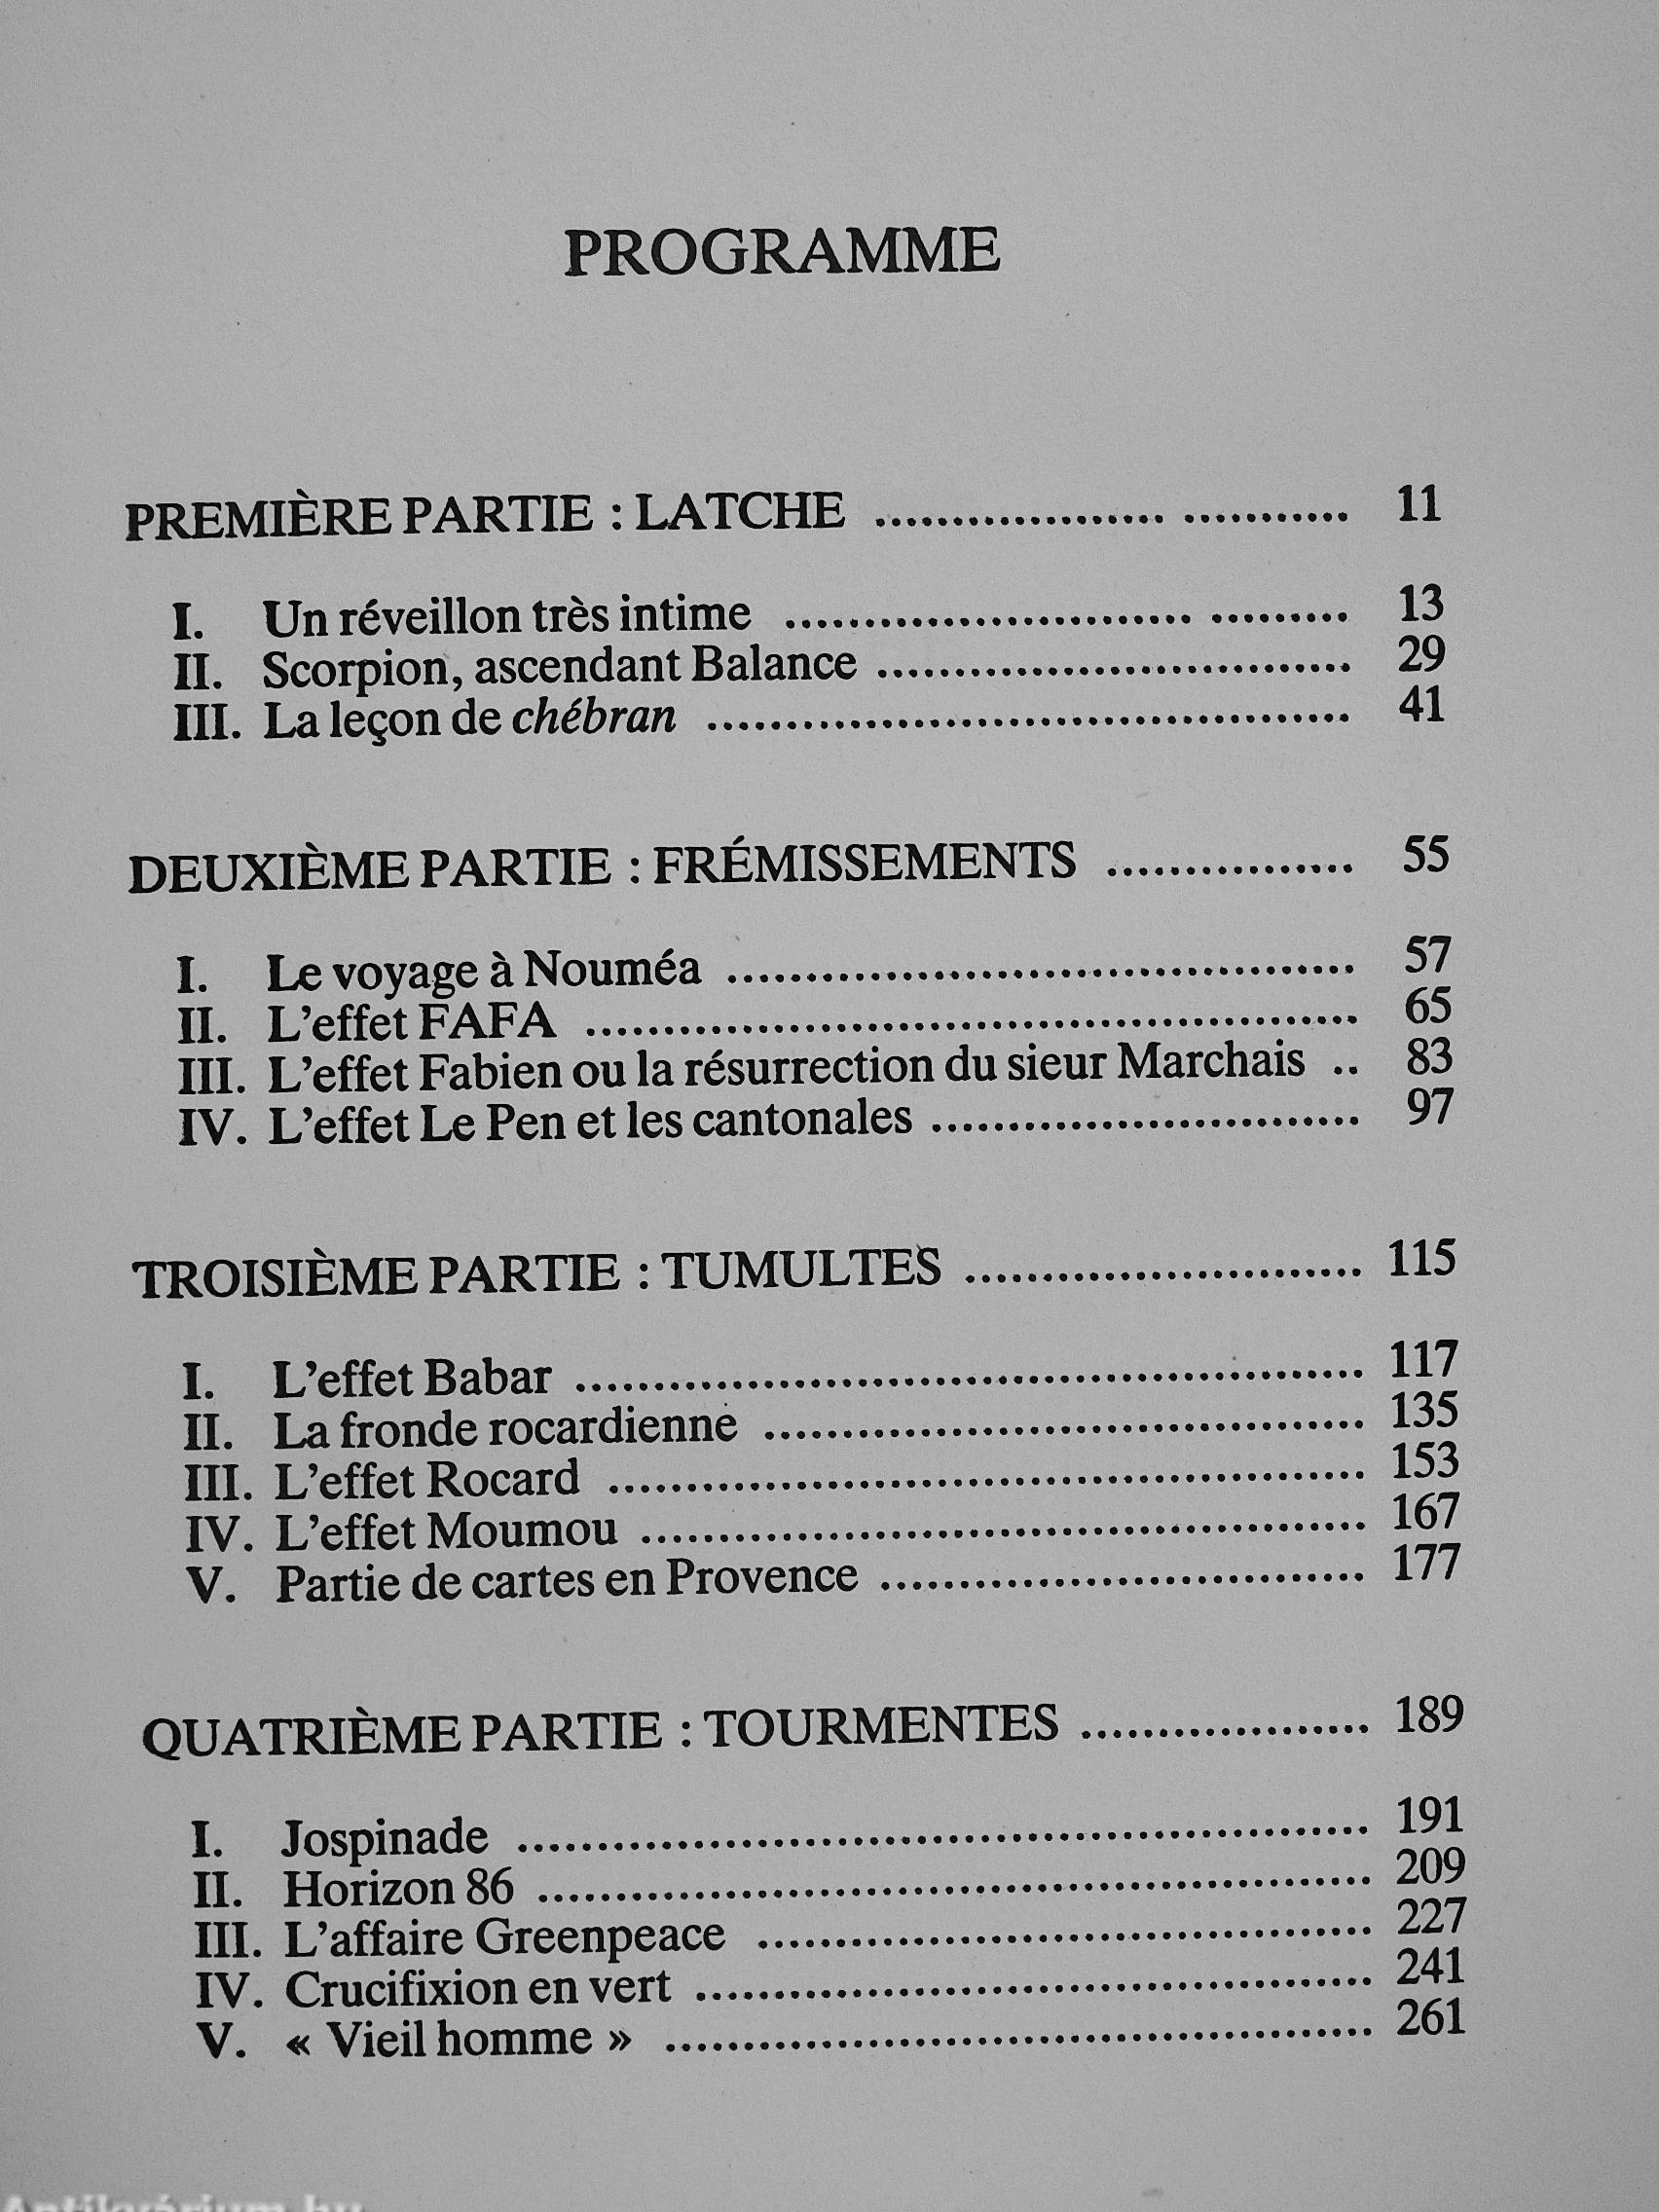 PROGRAMME
PREMIÈRE PARTIE : LATCHE .................. ........... 11
I. Un réveillon très intime .......................... ......... 13
II. Scorpion, ascendant Balance .............................. 29
III. La leçon de chébran ......................................... 41
DEUXIÈME PARTIE : FRÉMISSEMENTS ................ 55
I. Le voyage à Nouméa ........................................ 57
II. L'effet FAFA ................................................. 65
III. L'effet Fabien ou la résurrection du sieur Marchais .. 83
IV. L'effet Le Pen et les cantonales ........................... 97
TROISIÈME PARTIE : TUMULTES ......................... 115
I. L'effet Babar .................................................. 117
II. La fronde rocardienne ...................................... 135
III. L'effet Rocard ................................................ 153
IV. L'effet Moumou .............................................. 167
V. Partie de cartes en Provence ............................... 177
QUATRIÈME PARTIE : TOURMENTES ................... 189
I. Jospinade ...................................................... 191
II. Horizon 86 ..................................................... 209
III. L'affaire Greenpeace ....................................... 227
IV. Crucifixion en vert ........................................... 241
V. « Vieil homme » ............................................. 261
Antikvárium.hu